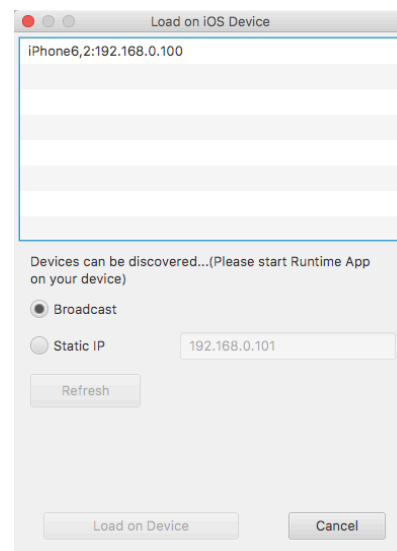 Load on iOS Device
iPhone6,2:192.168.0.100
Devices can be discovered...(Please start Runtime App
on your device)
Broadcast
Static IP
192.168.0.101
Refresh
Load on Device
Cancel